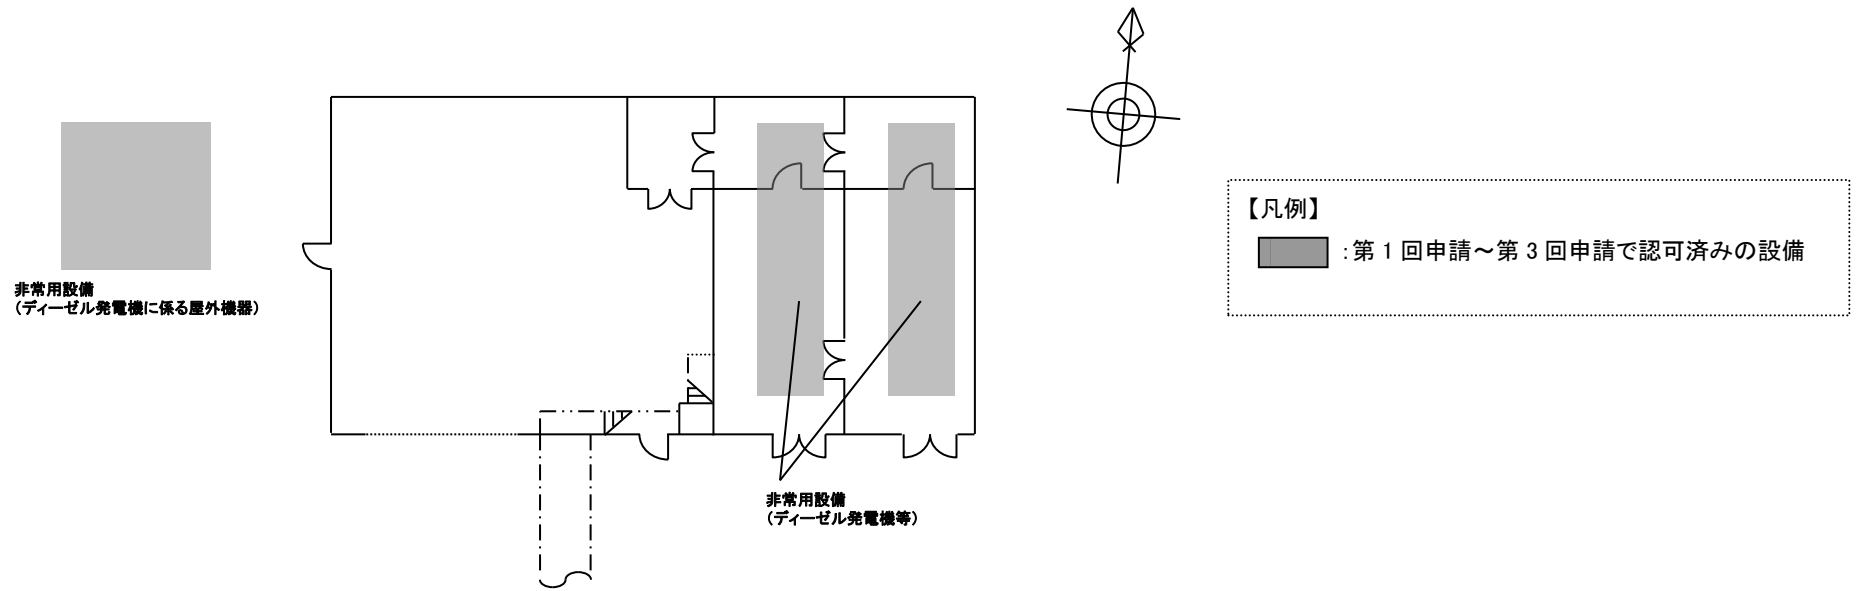 【凡例】
：第１回申請～第３回申請で認可済みの設備
非常用設備
（ディーゼル発電機に係る屋外機器）
非常用設備
（ディーゼル発電機等）